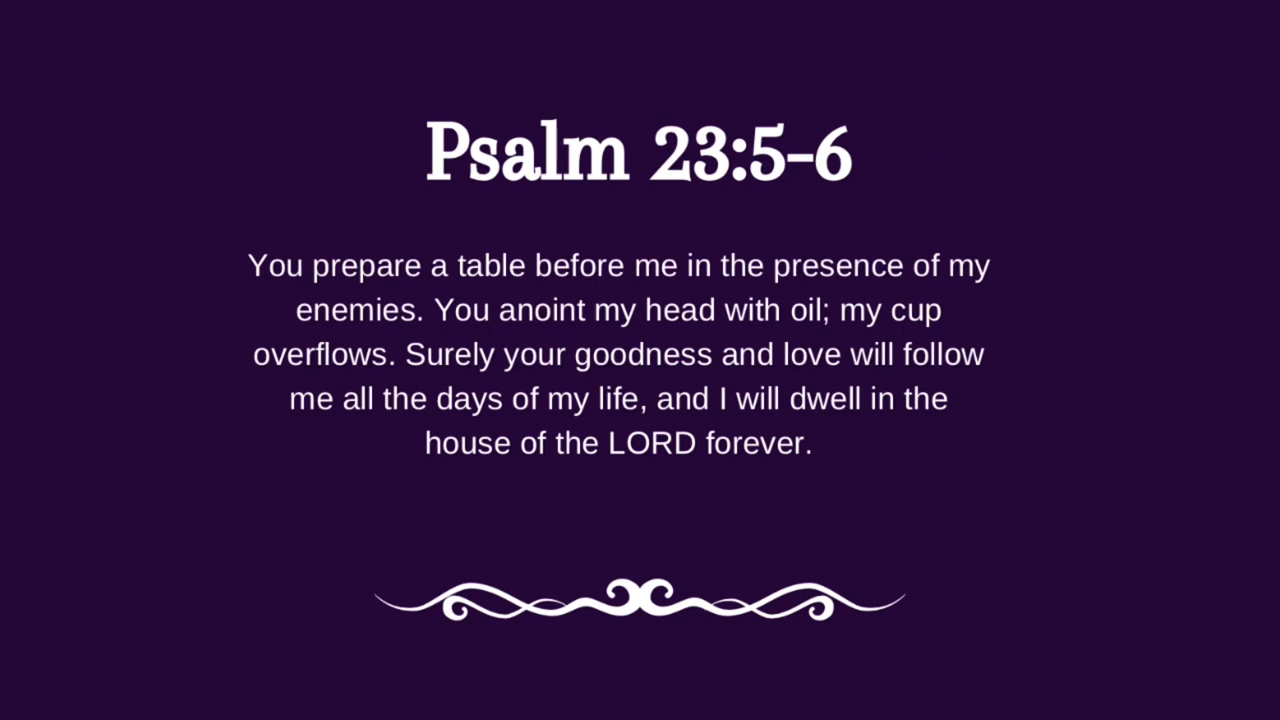 Psalm 23:5-6
You prepare a table before me in the presence of my
enemies. You anoint my head with oil; my cup
overflows. Surely your goodness and love will follow
me all the days of my life, and I will dwell in the
house of the LORD forever.